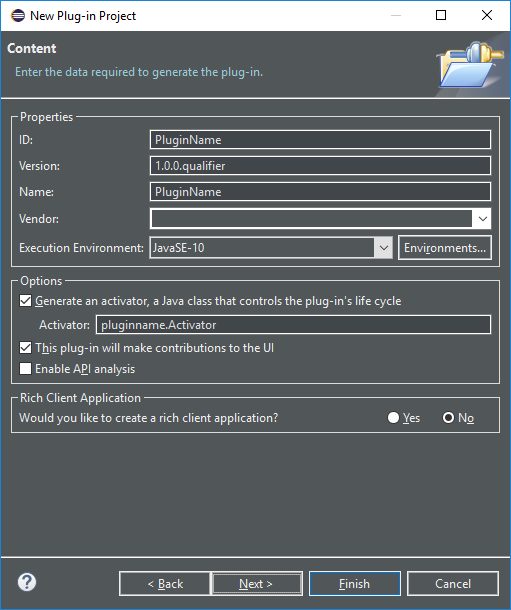 New Plug-in Project
Content
Enter the data required to generate the plug-in.
Properties
ID: PluginName
Version: 1.0.0.qualifier
Name: PluginName
Vendor:
Execution Environment: JavaSE-10 Environments...
Options
Generate an activator, a Java class that controls the plug-in's life cycle
Activator: pluginname.Activator
This plug-in will make contributions to the UI
Enable API analysis
Rich Client Application
Would you like to create a rich client application? Yes No
? < Back Next > Finish Cancel